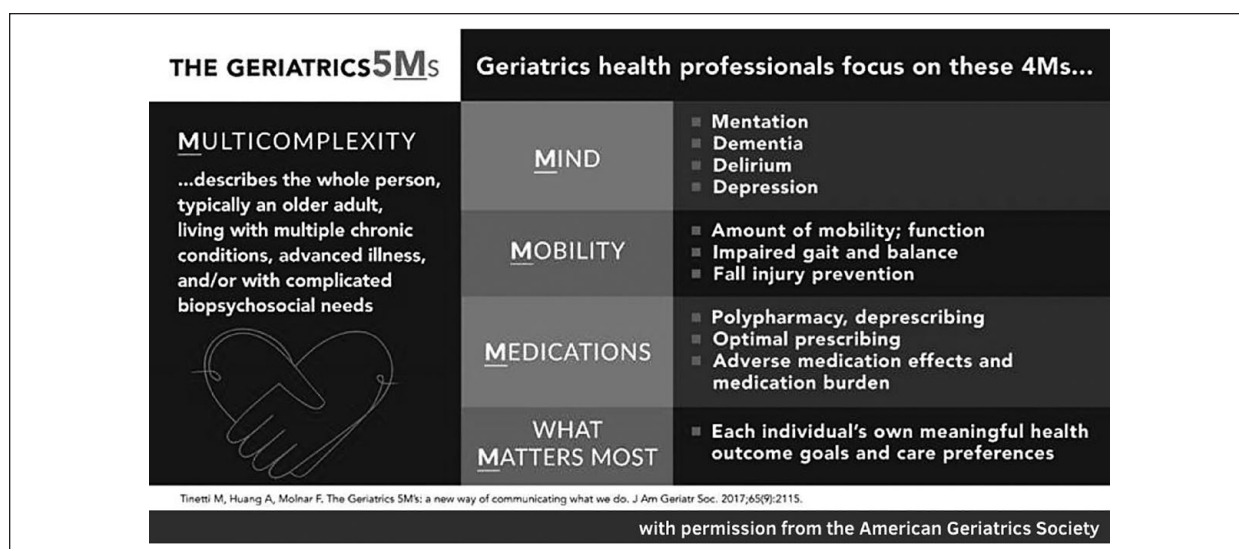 THE GERIATRICS5Ms
Geriatrics health professionals focus on these 4Ms...
MULTICOMPLEXITY
...describes the whole person,
typically an older adult,
living with multiple chronic
conditions, advanced illness,
and/or with complicated
biopsychosocial needs
MIND
Mentation
Dementia
Delirium
Depression
MOBILITY
Amount of mobility; function
Impaired gait and balance
Fall injury prevention
MEDICATIONS
Polypharmacy, deprescribing
Optimal prescribing
Adverse medication effects and
medication burden
WHAT
MATTERS MOST
Each individual's own meaningful health
outcome goals and care preferences
Tinetti M, Huang A, Molnar F. The Geriatrics 5M's: a new way of communicating what we do. J Am Geriatr Soc. 2017;65(9):2115.
with permission from the American Geriatrics Society